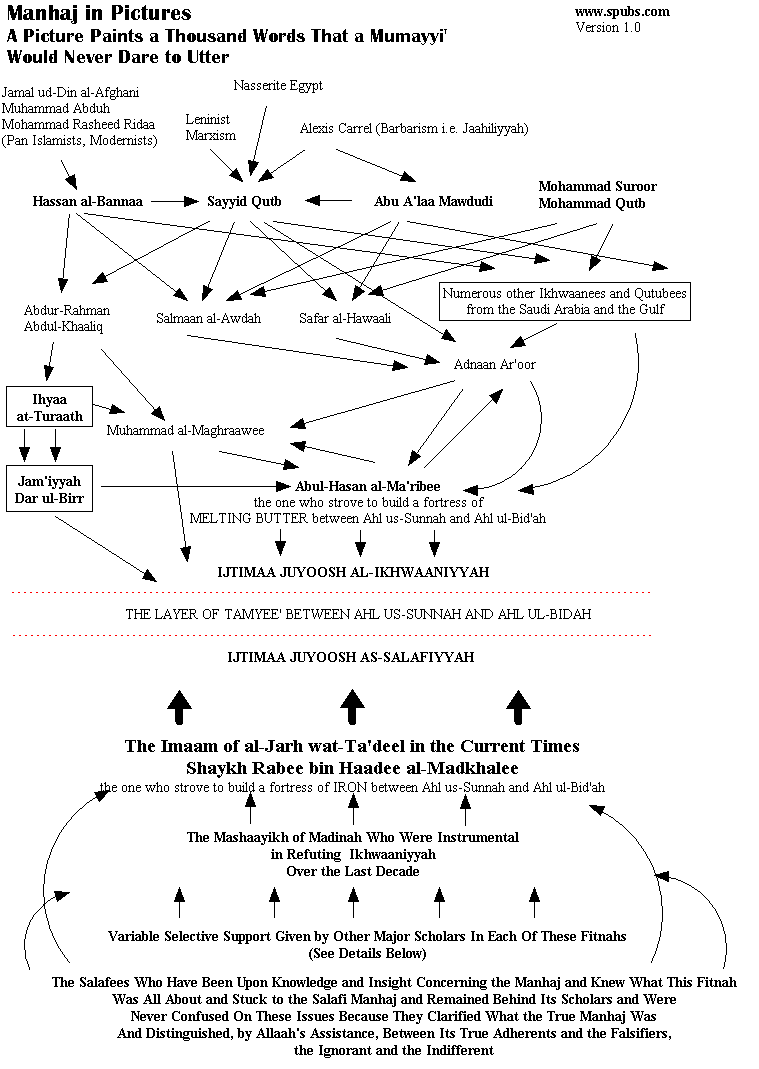 Manhaj in Pictures
www.spubs.com
Version 1.0
A Picture Paints a Thousand Words That a Mumayyi'
Would Never Dare to Utter
Jamal ud-Din al-Afghani
Muhammad Abduh
Mohammad Rasheed Ridaa
(Pan Islamists, Modernists)
Nasserite Egypt
Leninist
Marxism
Alexis Carrel (Barbarism i.e. Jaahiliyyah)
Hassan al-Bannaa
Sayyid Qutb
Abu A'laa Mawdudi
Mohammad Suroor
Mohammad Qutb
Abdur-Rahman
Abdul-Khaaliq
Salmaan al-Awdah
Safar al-Hawaali
Numerous other Ikhwaanees and Qutubees
from the Saudi Arabia and the Gulf
Adnaan Ar'oor
Ihyaa
at-Turaath
Muhammad al-Maghraawee
Jam'iyyah
Dar ul-Birr
Abul-Hasan al-Ma'ribee
the one who strove to build a fortress of
MELTING BUTTER between Ahl us-Sunnah and Ahl ul-Bid'ah
IJTIMAA JUYOOSH AL-IKHWAANIYYAH
THE LAYER OF TAMYEE' BETWEEN AHL US-SUNNAH AND AHL UL-BIDAH
IJTIMAA JUYOOSH AS-SALAFIYYAH
The Imaam of al-Jarh wat-Ta'deel in the Current Times
Shaykh Rabee bin Haadee al-Madkhalee
the one who strove to build a fortress of IRON between Ahl us-Sunnah and Ahl ul-Bid'ah
The Mashaayikh of Madinah Who Were Instrumental
in Refuting Ikhwaaniyyah
Over the Last Decade
Variable Selective Support Given by Other Major Scholars In Each Of These Fitnahs
(See Details Below)
The Salafees Who Have Been Upon Knowledge and Insight Concerning the Manhaj and Knew What This Fitnah
Was All About and Stuck to the Salafi Manhaj and Remained Behind Its Scholars and Were
Never Confused On These Issues Because They Clarified What the True Manhaj Was
And Distinguished, by Allaah's Assistance, Between Its True Adherents and the Falsifiers,
the Ignorant and the Indifferent